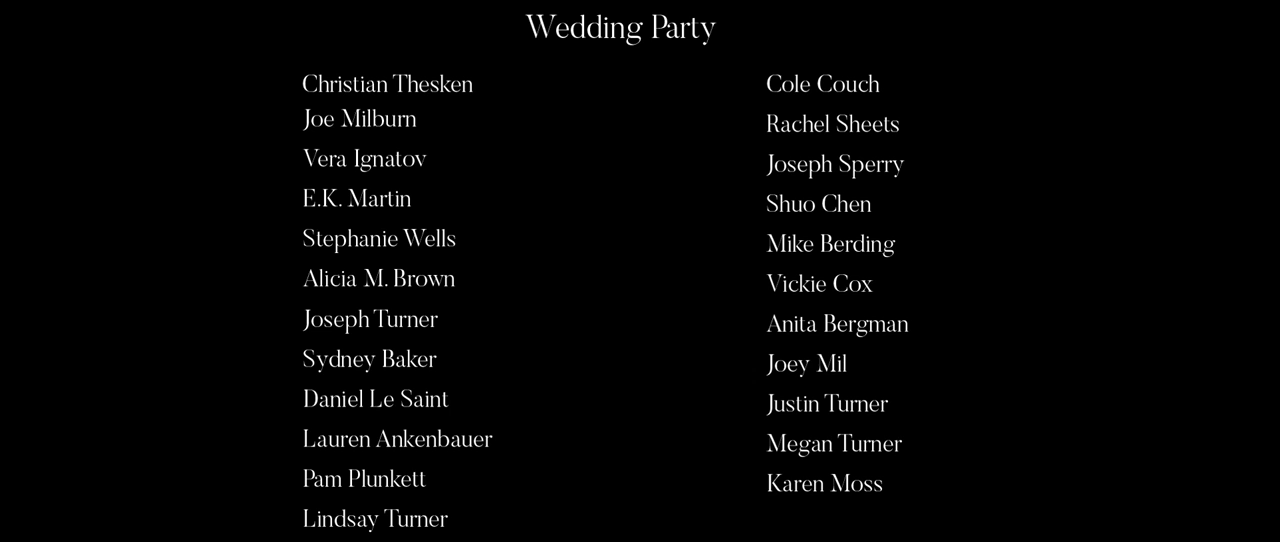 Wedding Party
Christian Thesken
Joe Milburn
Vera Ignatov
E.K. Martin
Stephanie Wells
Alicia M. Brown
Joseph Turner
Sydney Baker
Daniel Le Saint
Lauren Ankenbauer
Pam Plunkett
Lindsay Turner
Cole Couch
Rachel Sheets
Joseph Sperry
Shuo Chen
Mike Berding
Vickie Cox
Anita Bergman
Joey Mil
Justin Turner
Megan Turner
Karen Moss